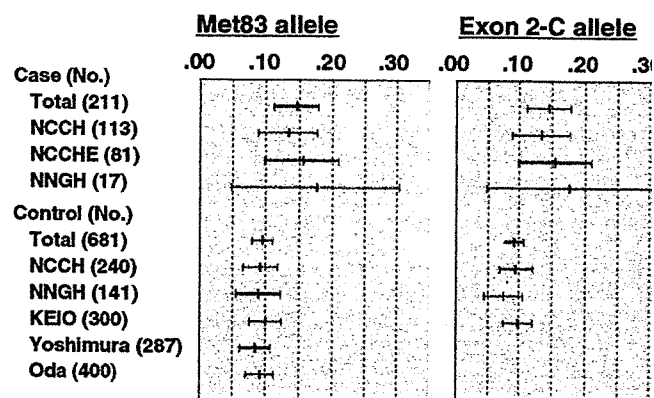 Met83 allele Exon 2-C allele
.00 .10 .20 .30 .00 .10 .20 .30
Case (No.)
Total (211)
NCCH (113)
NCCHE (81)
NNGH (17)
Control (No.)
Total (681)
NCCH (240)
NNGH (141)
KEIO (300)
Yoshimura (287)
Oda (400)